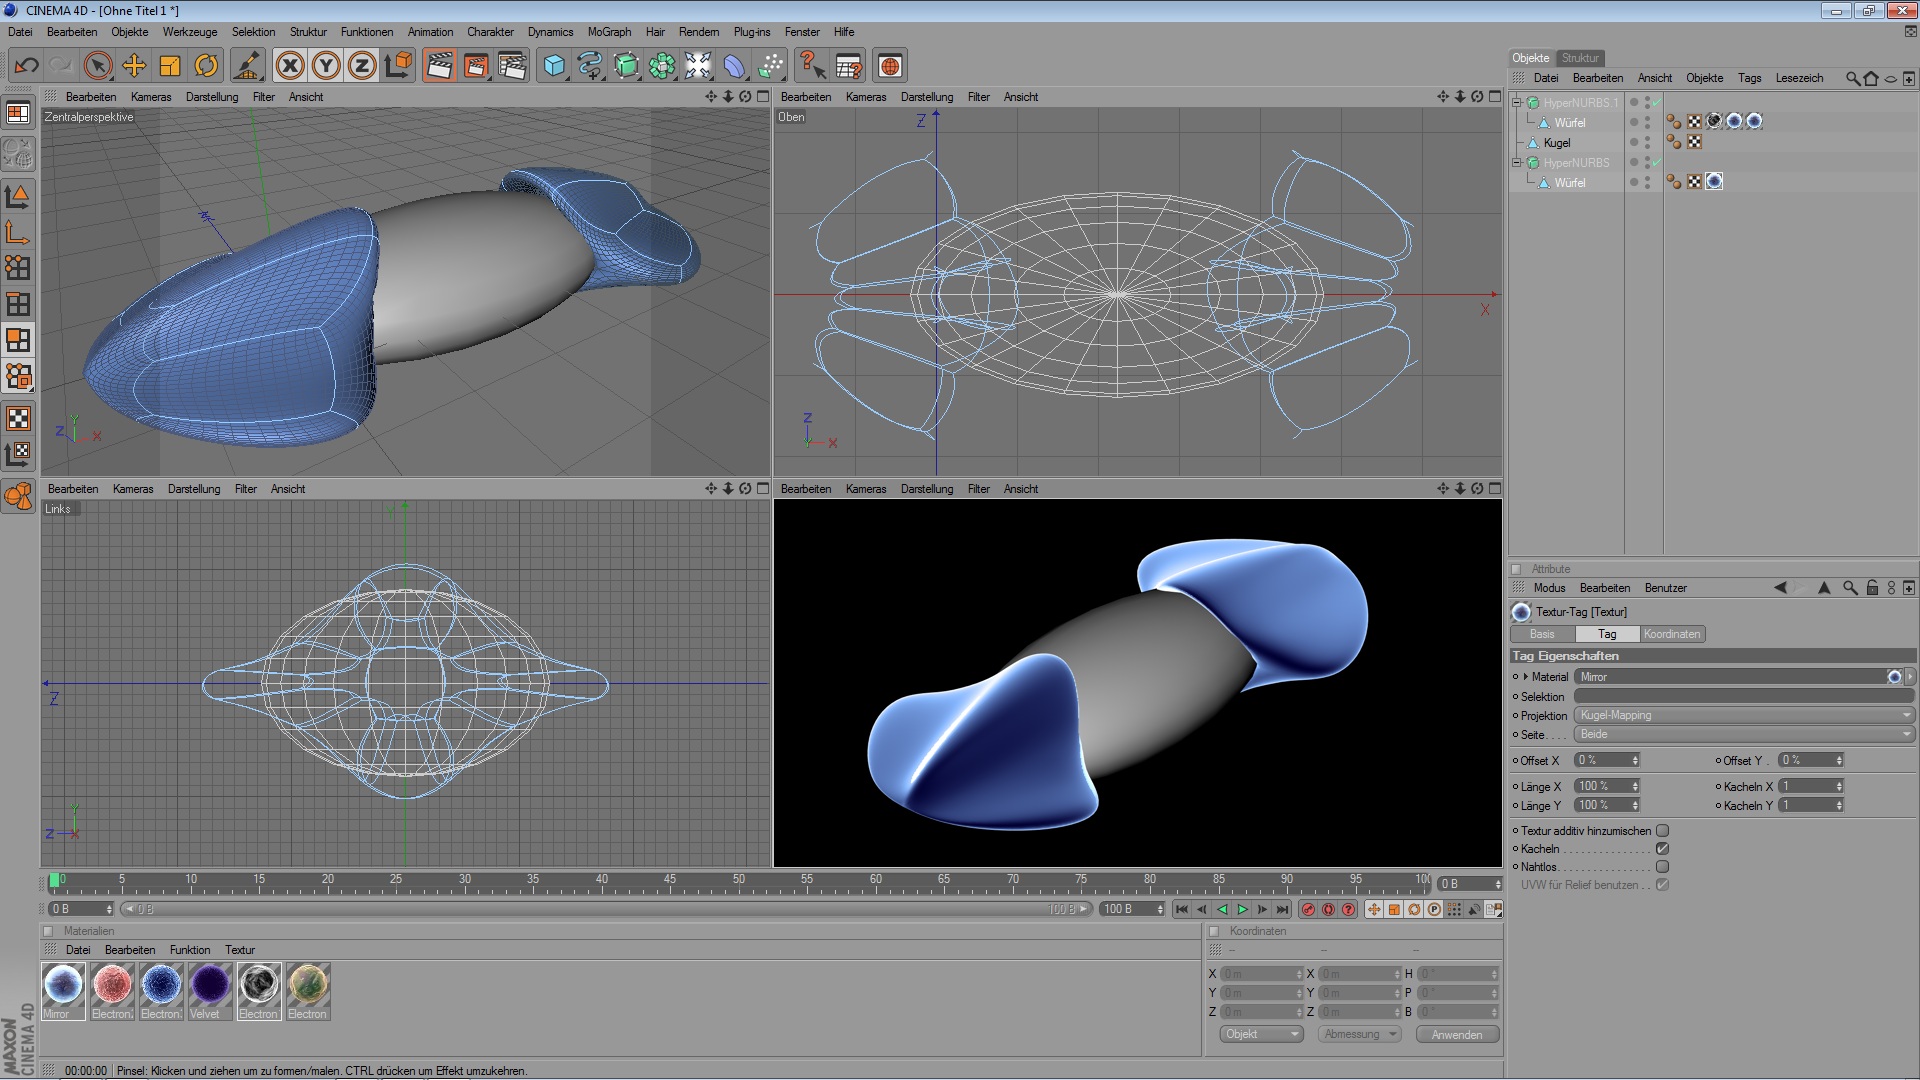 CINEMA 4D - [Ohne Titel 1 *]
Datei Bearbeiten Objekte Werkzeuge Selektion Struktur Funktionen Animation Charakter Dynamics MoGraph Hair Rendern Plug-ins Fenster Hilfe
X Y Z
Bearbeiten Kameras Darstellung Filter Ansicht
Zentralperspektive
Z Y X
Bearbeiten Kameras Darstellung Filter Ansicht
Oben
Z
X
Z
Y X
Bearbeiten Kameras Darstellung Filter Ansicht
Links
Y
Z
Y
Z X
Bearbeiten Kameras Darstellung Filter Ansicht
Objekte Struktur
Datei Bearbeiten Ansicht Objekte Tags Lesezeich
HyperNURBS.1
Würfel
Kugel
HyperNURBS
Würfel
Attribute
Modus Bearbeiten Benutzer
Textur-Tag [Textur]
Basis Tag Koordinaten
Tag Eigenschaften
Material Mirror
Selektion
Projektion Kugel-Mapping
Seite. . . . Beide
Offset X 0 % Offset Y . 0 %
Länge X 100 % Kacheln X 1
Länge Y 100 % Kacheln Y 1
Textur additiv hinzumischen
Kacheln . . . . . . . . . . . . . .
Nahtlos. . . . . . . . . . . . . . .
UVW für Relief benutzen . .
0 5 10 15 20 25 30 35 40 45 50 55 60 65 70 75 80 85 90 95 10
0 B
0 B 0 B 100 B 100 B
P
Materialien
Datei Bearbeiten Funktion Textur
Mirror Electron: Electron: Velvet Electron Electron
Koordinaten
-- -- --
X 0 m X 0 m H 0 °
Y 0 m Y 0 m P 0 °
Z 0 m Z 0 m B 0 °
Objekt Abmessung Anwenden
MAXON
CINEMA 4D
00:00:00 Pinsel: Klicken und ziehen um zu formen/malen. CTRL drücken um Effekt umzukehren.